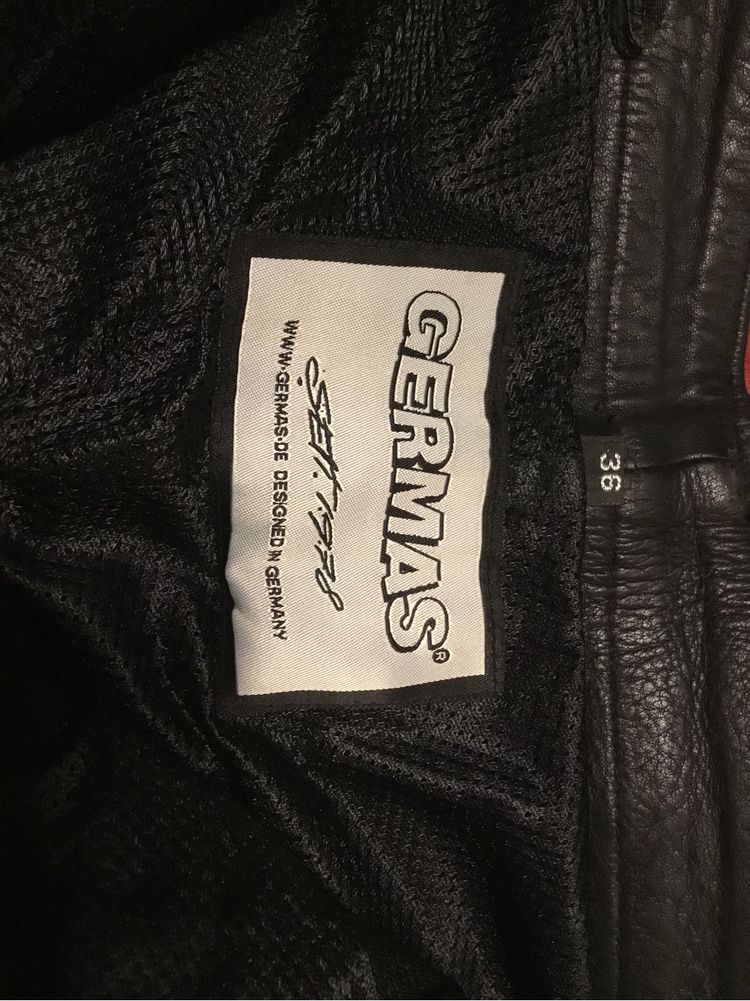 GERMAS®
SEIT 1978
WWW.GERMAS.DE DESIGNED IN GERMANY
36